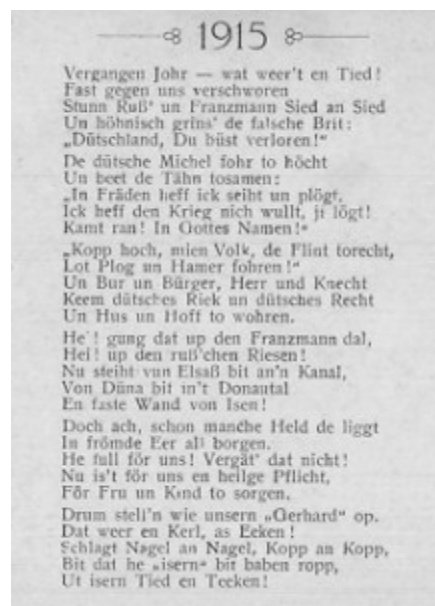 1915
Vergangen Johr — wat weer't en Tied!
Fast gegen uns verschworen
Stunn Ruß' un Franzmann Sied an Sied
Un höhnisch grins' de falsche Brit:
„Dütschland, Du büst verloren!“
De dütsche Michel fohr to höcht
Un beet de Tähn tosamen:
„In Fräden heff ick seiht un plögt,
Ick heff den Krieg nich wullt, ji lögt!
Kamt ran! In Gottes Namen!“
„Kopp hoch, mien Volk, de Flint torecht,
Lot Plog un Hamer fohren!“
Un Bur un Bürger, Herr und Knecht
Keem dütsches Riek un dütsches Recht
Un Hus un Hoff to wohren.
Hei! gung dat up den Franzmann dal,
Hei! up den ruß'chen Riesen!
Nu steiht vun Elsaß bit an'n Kanal,
Von Düna bit in't Donautal
En faste Wand von Isen!
Doch ach, schon manche Held de liggt
In frömde Eer all borgen.
He full för uns! Vergät' dat nicht!
Nu is't för uns en heilge Pflicht,
För Fru un Kind to sorgen.
Drum stell'n wie unsern „Gerhard“ op.
Dat weer en Kerl, as Eeken!
Schlagt Nagel an Nagel, Kopp an Kopp,
Bit dat he „isern“ bit baben ropp,
Ut isern Tied en Teeken!